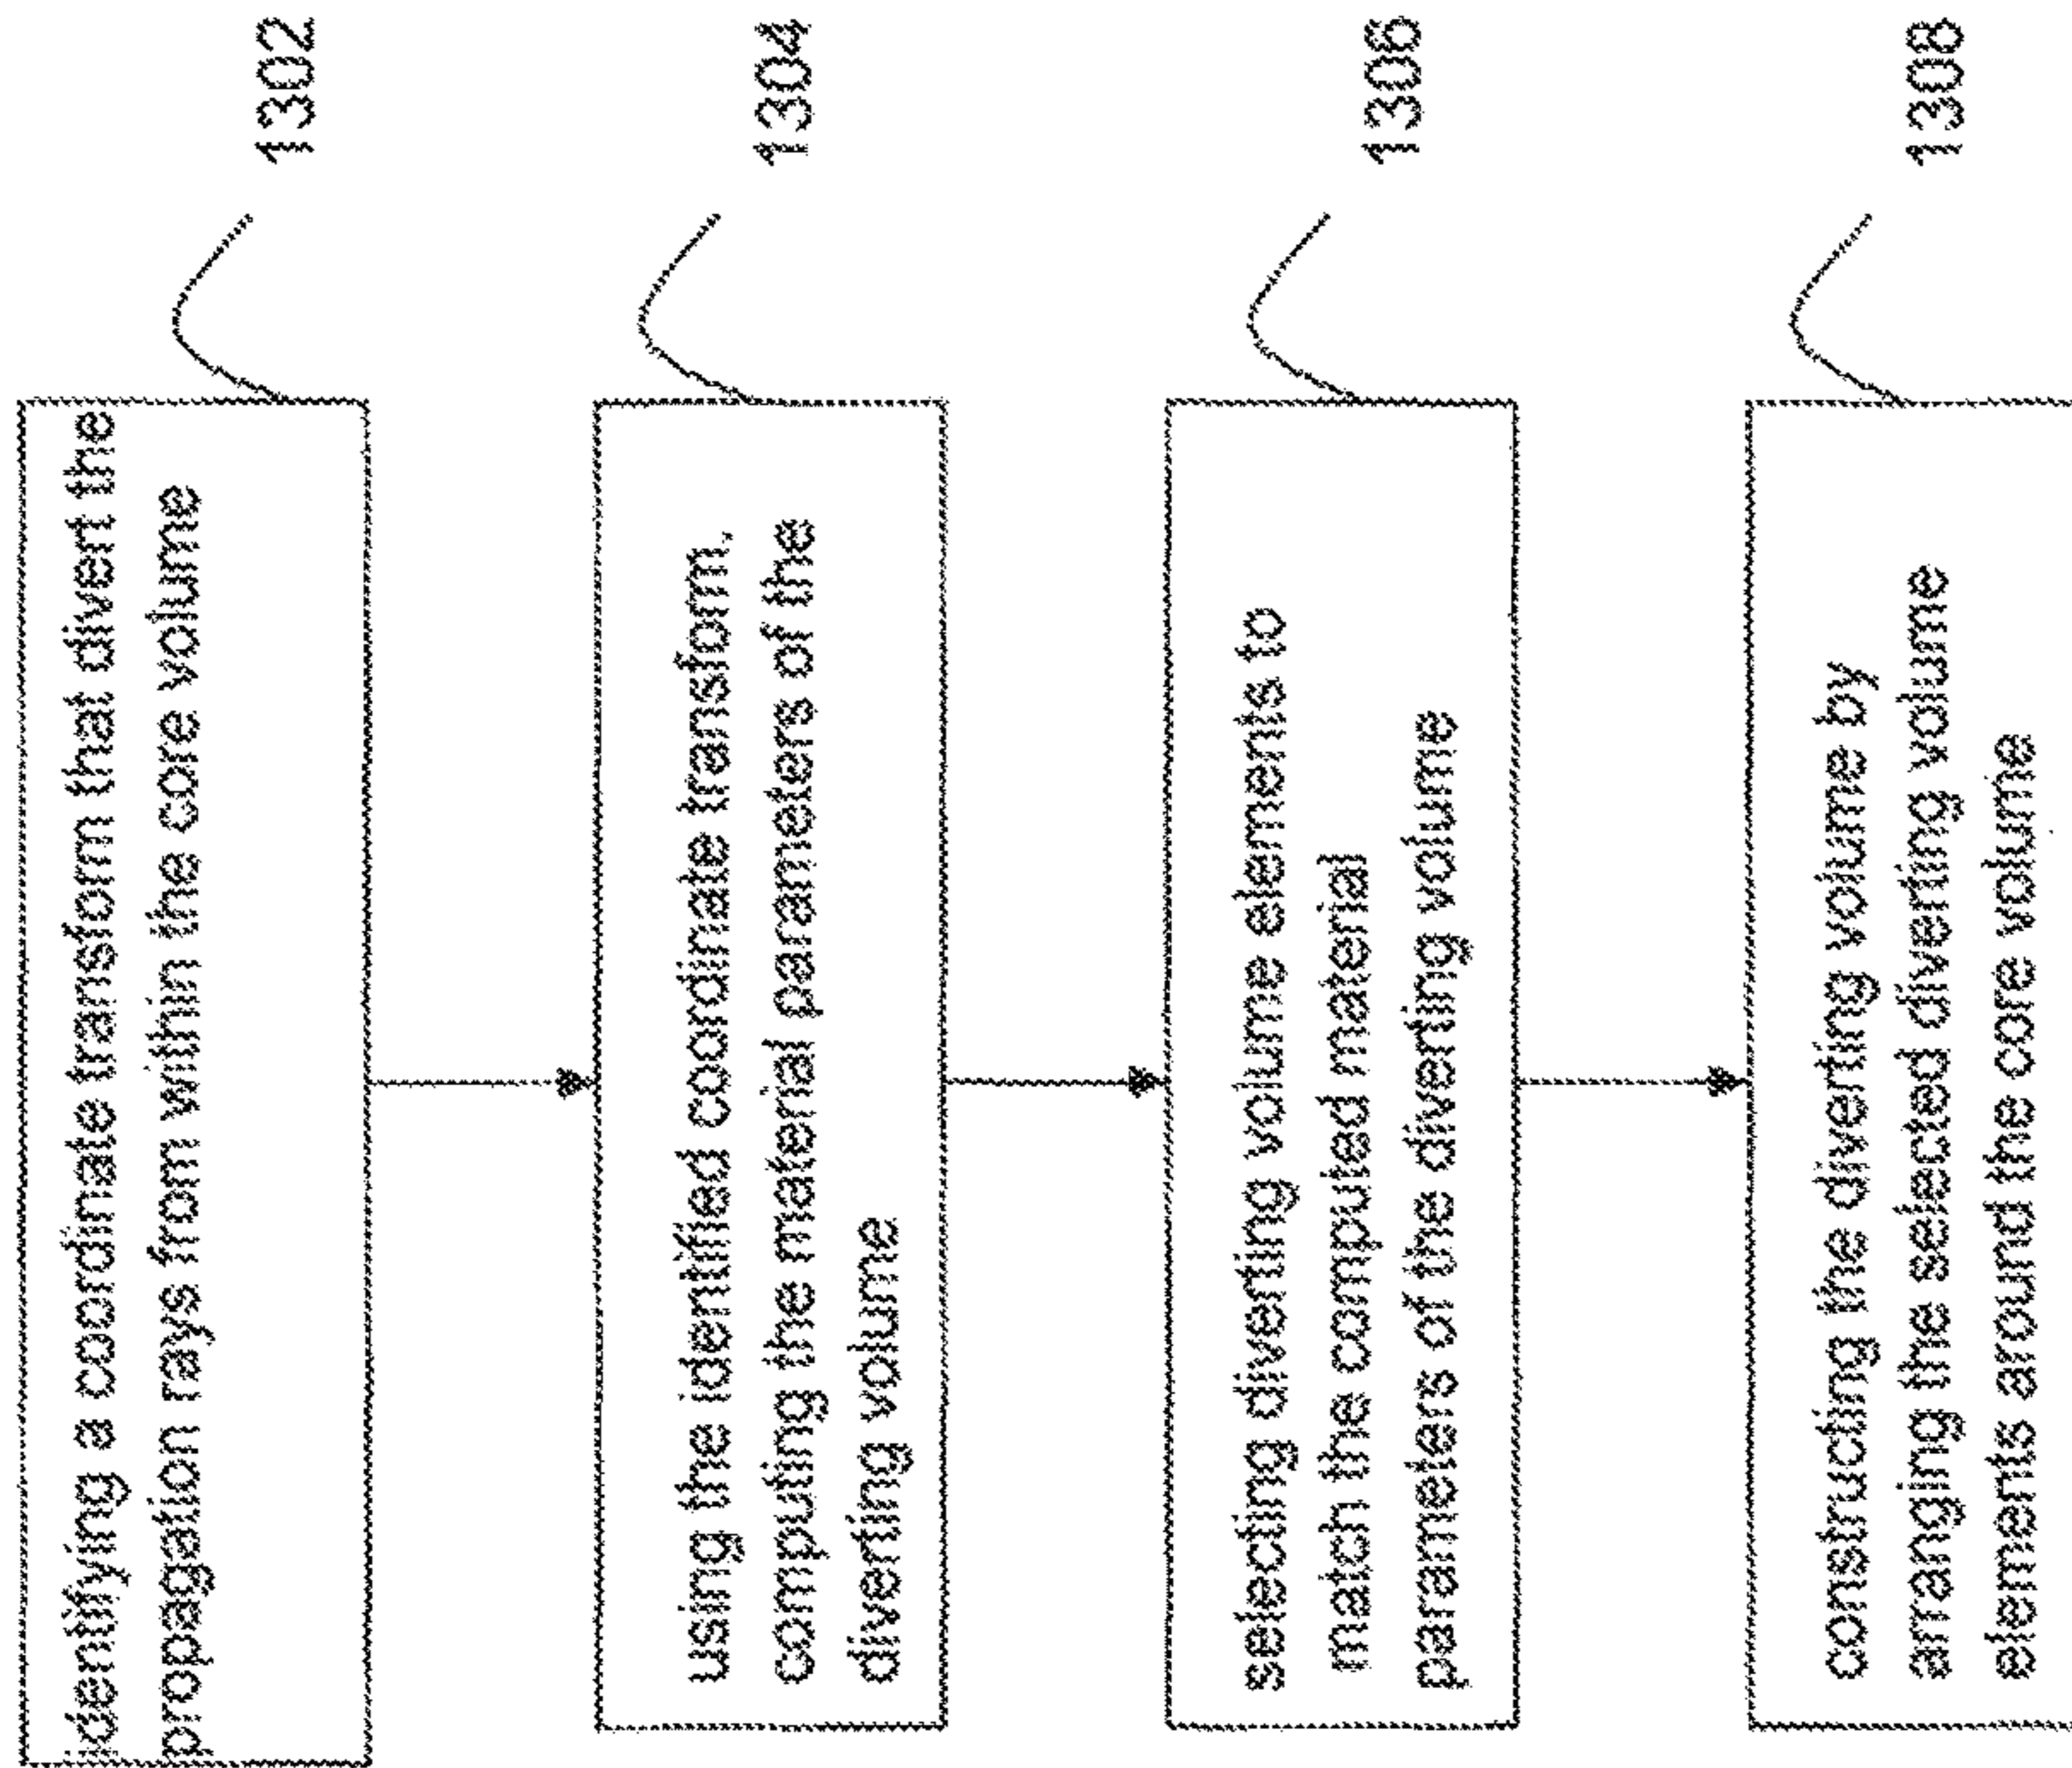 identifying a coordinate transform that divert the
propagation rays from within the core volume
1302
using the identified coordinate transfom,
computing the material parameters of the
diverting volume
1304
selecting diverting volume elements to
match the computed material
parameters of the diverting volume
1306
constructing the diverting volume by
arranging the selected diverting volume
elements around the core volume
1308